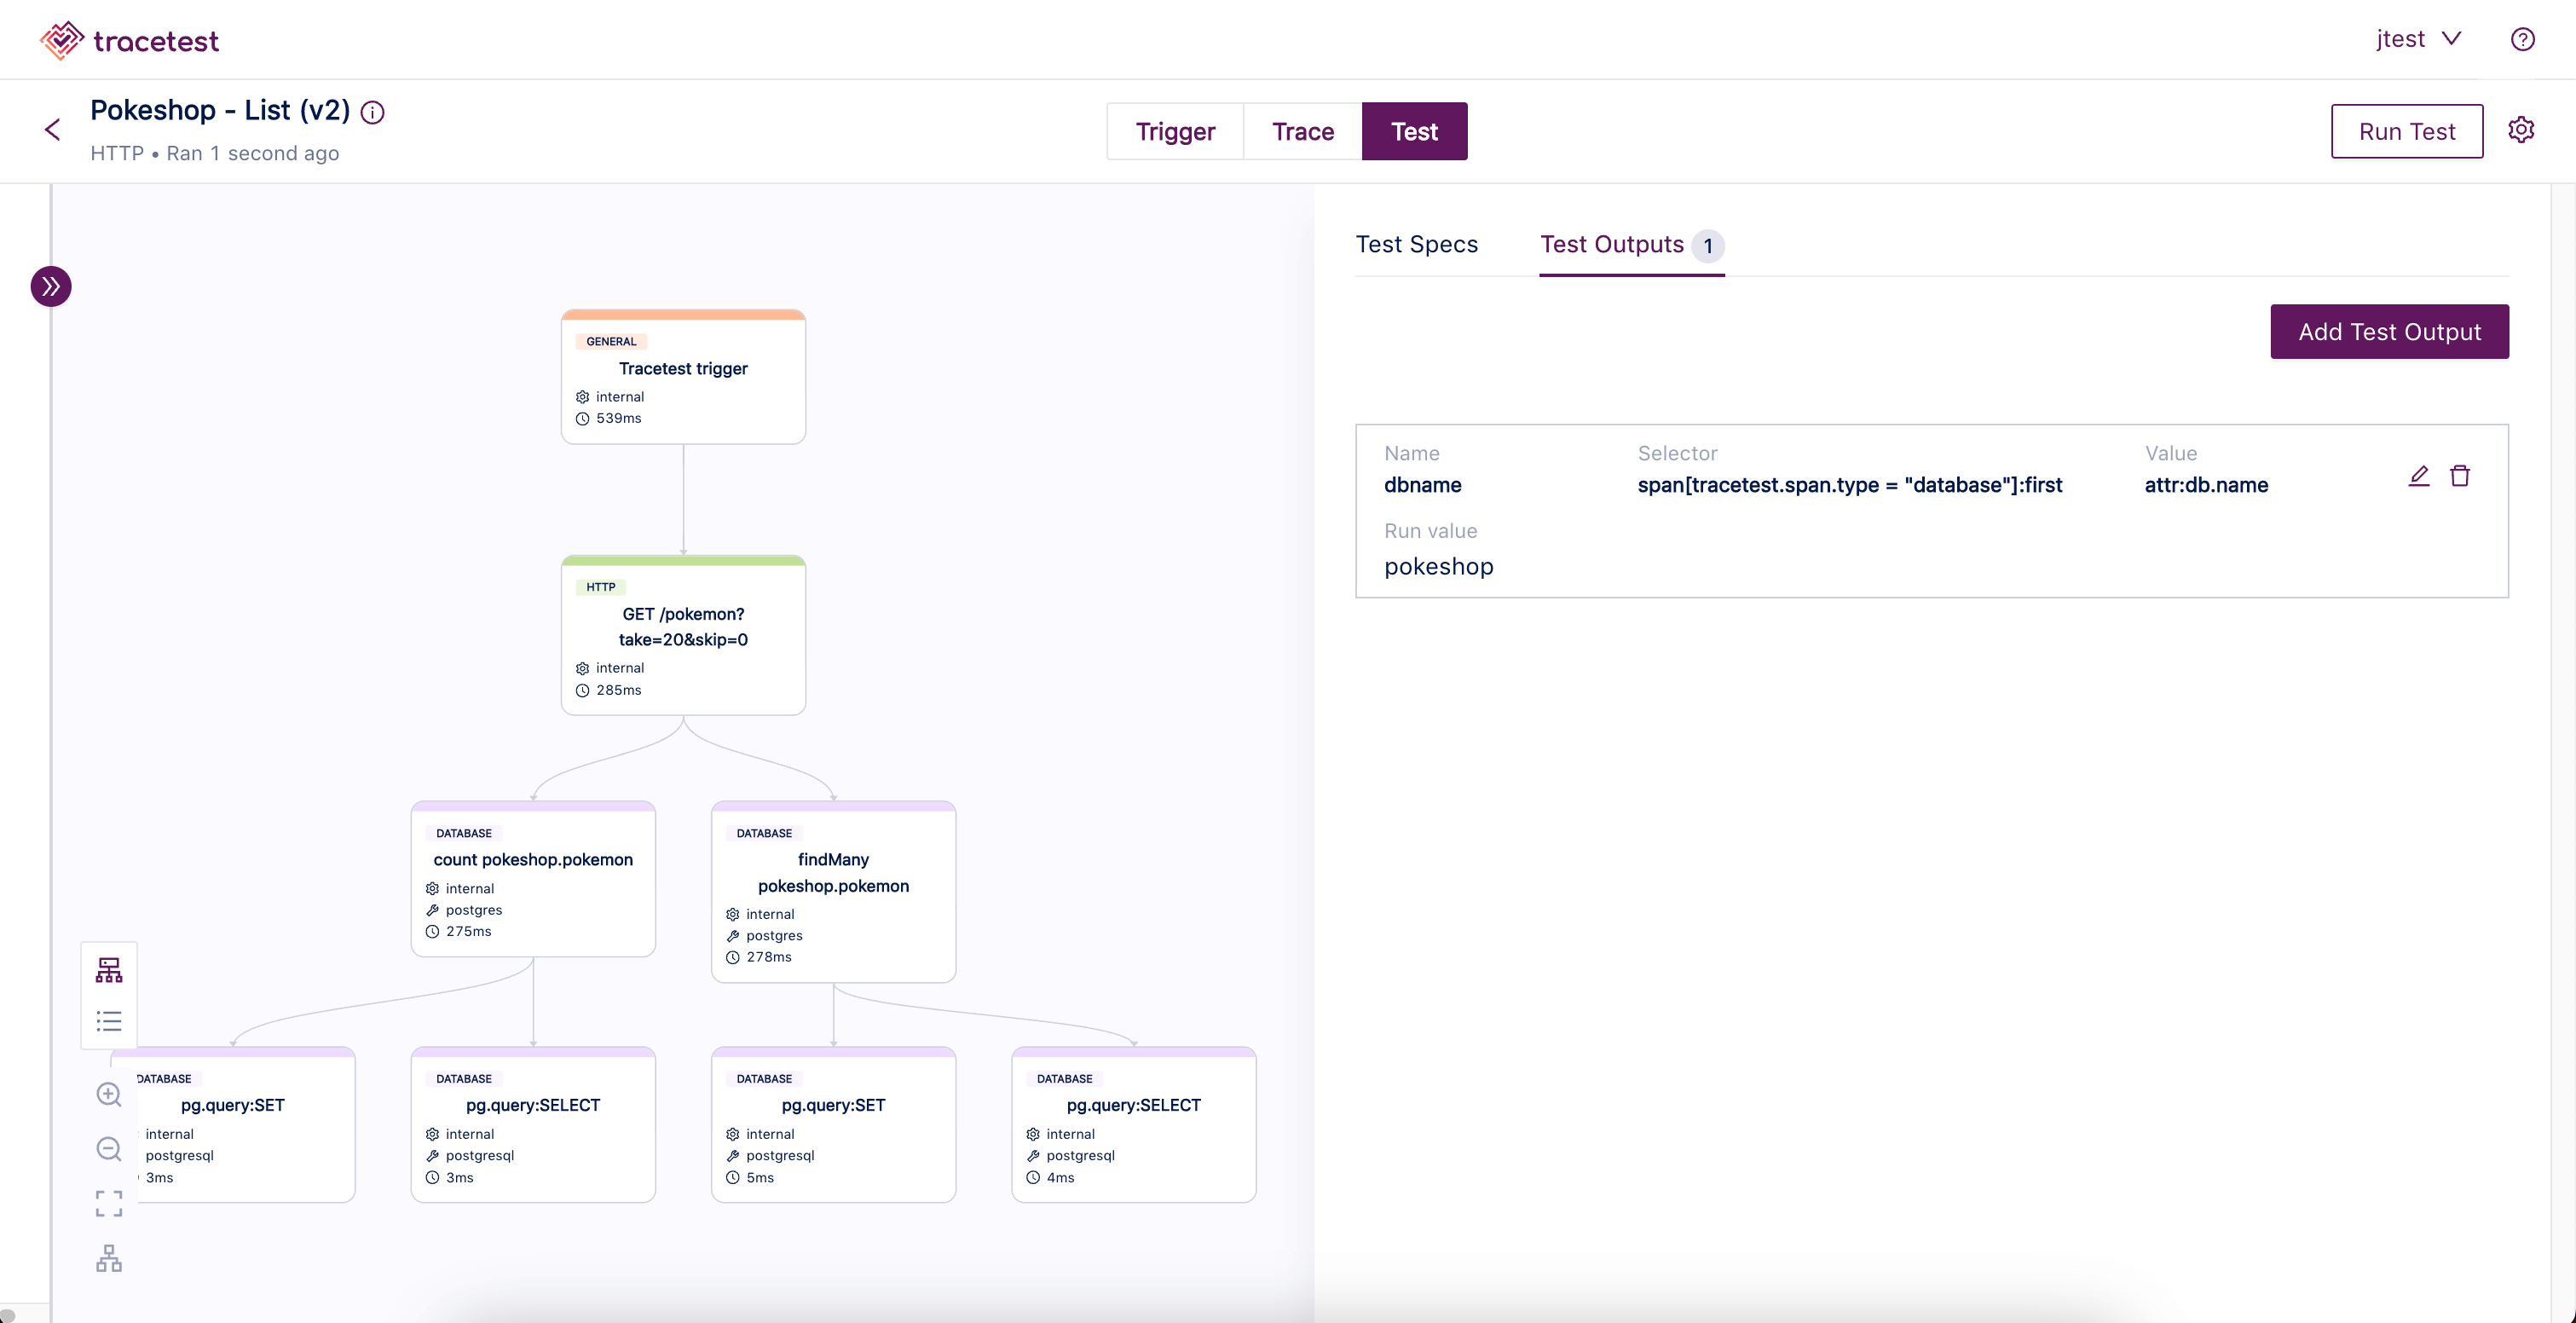 tracetest
jtest
Pokeshop - List (v2)
HTTP • Ran 1 second ago
Trigger
Trace
Test
Run Test
Test Specs
Test Outputs 1
Add Test Output
Name
Selector
Value
dbname
span[tracetest.span.type = "database"]:first
attr:db.name
Run value
pokeshop
GENERAL
Tracetest trigger
internal
539ms
HTTP
GET /pokemon?
take=20&skip=0
internal
285ms
DATABASE
count pokeshop.pokemon
internal
postgres
275ms
DATABASE
findMany
pokeshop.pokemon
internal
postgres
278ms
DATABASE
pg.query:SET
internal
postgresql
3ms
DATABASE
pg.query:SELECT
internal
postgresql
3ms
DATABASE
pg.query:SET
internal
postgresql
5ms
DATABASE
pg.query:SELECT
internal
postgresql
4ms